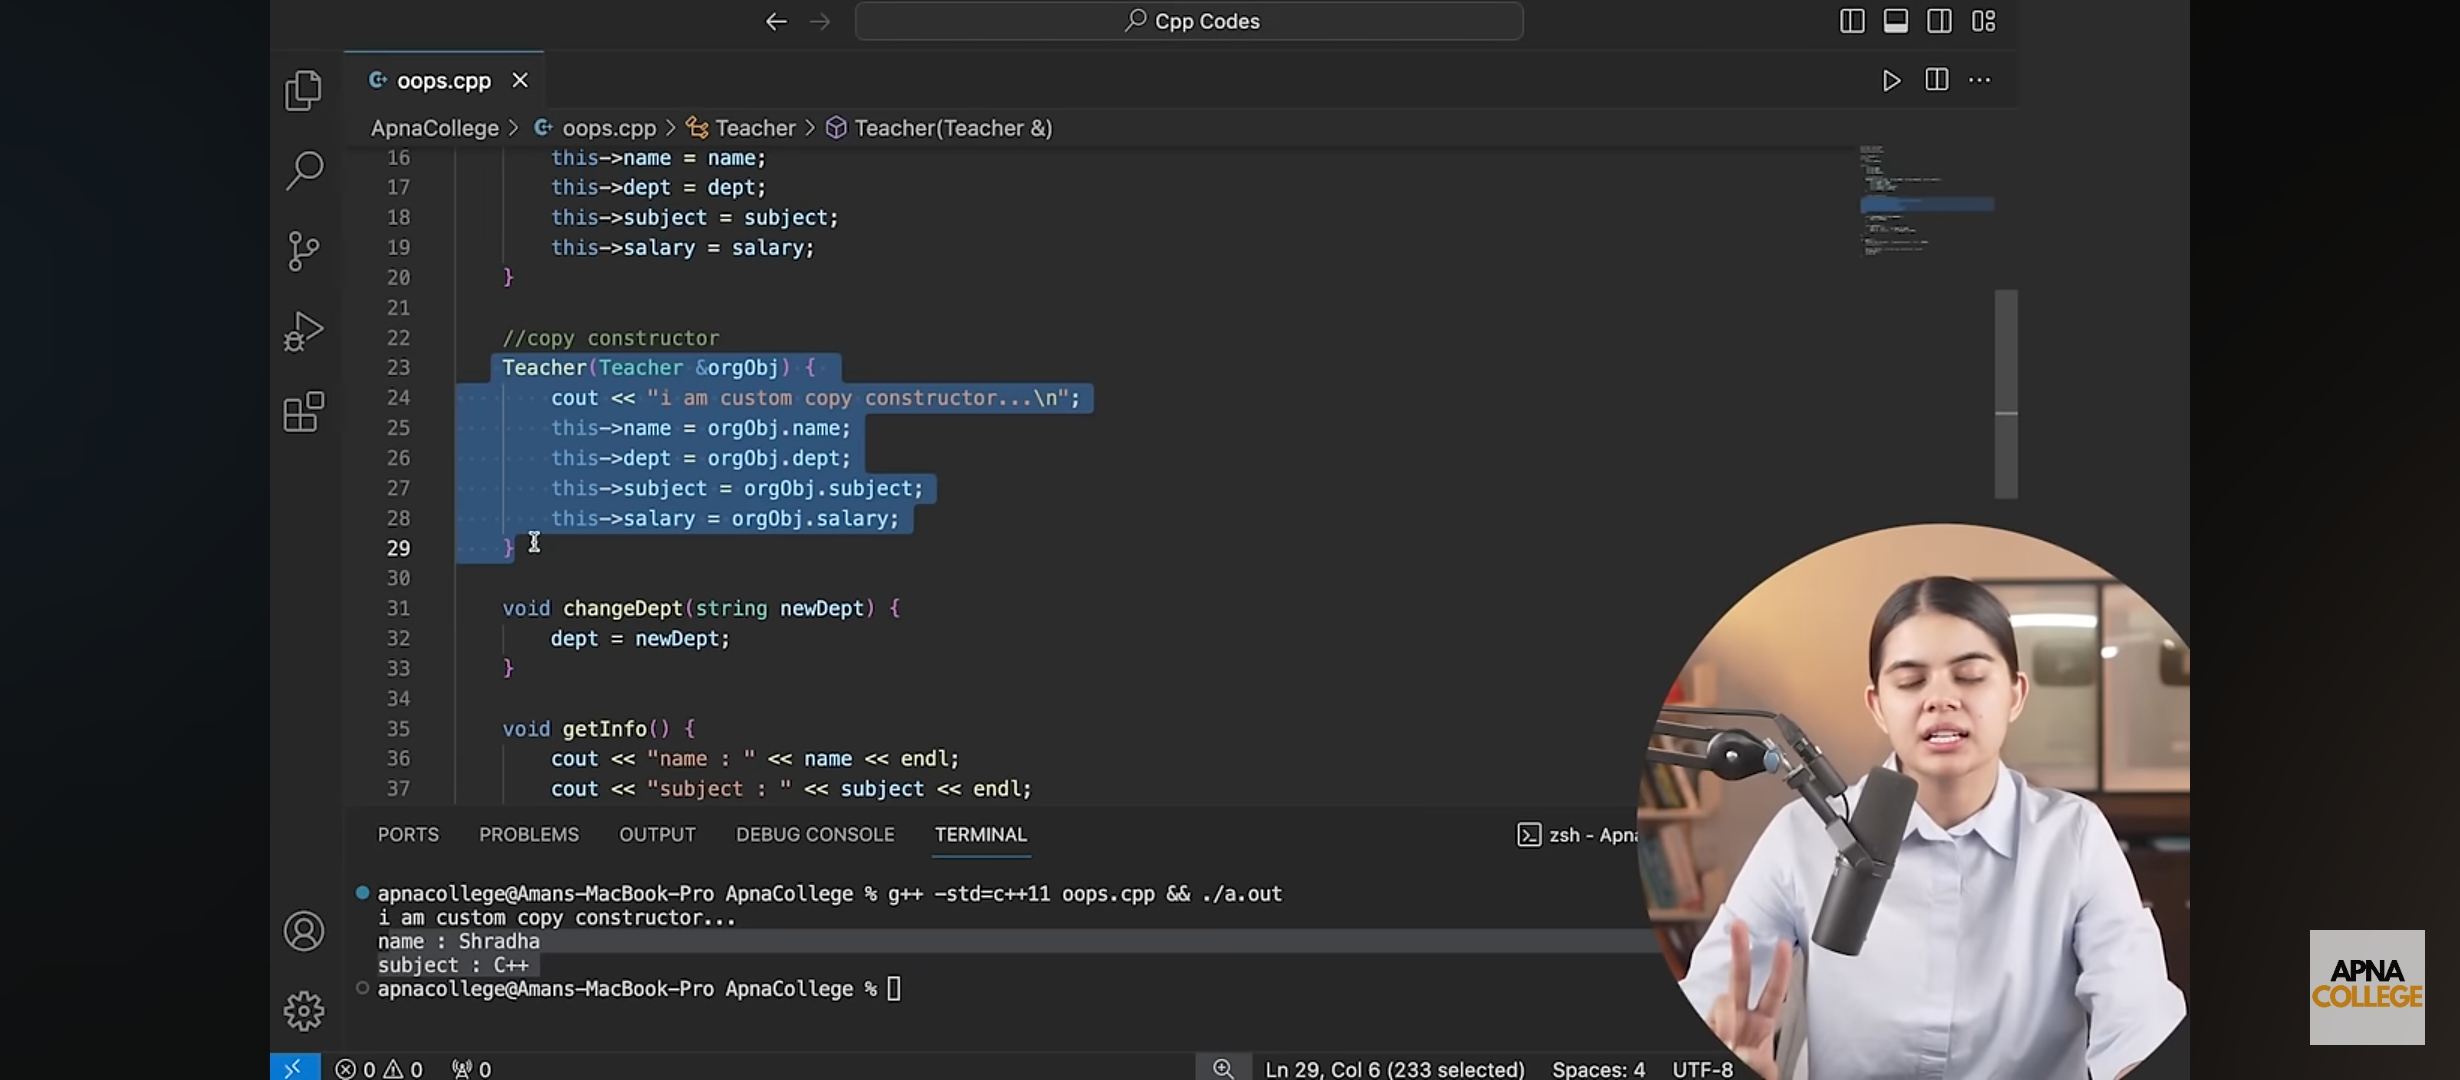 Cpp Codes
oops.cpp
ApnaCollege > oops.cpp > Teacher > Teacher(Teacher &)
16 this->name = name;
17 this->dept = dept;
18 this->subject = subject;
19 this->salary = salary;
20 }
21
22 //copy constructor
23 Teacher(Teacher &orgObj) {
24 cout << "i am custom copy constructor...\n";
25 this->name = orgObj.name;
26 this->dept = orgObj.dept;
27 this->subject = orgObj.subject;
28 this->salary = orgObj.salary;
29 }
30
31 void changeDept(string newDept) {
32 dept = newDept;
33 }
34
35 void getInfo() {
36 cout << "name : " << name << endl;
37 cout << "subject : " << subject << endl;
PORTS PROBLEMS OUTPUT DEBUG CONSOLE TERMINAL zsh - Apna
apnacollege@Amans-MacBook-Pro ApnaCollege % g++ -std=c++11 oops.cpp && ./a.out
i am custom copy constructor...
name : Shradha
subject : C++
apnacollege@Amans-MacBook-Pro ApnaCollege %
0 0 0 Ln 29, Col 6 (233 selected) Spaces: 4 UTF-8
APNA
COLLEGE